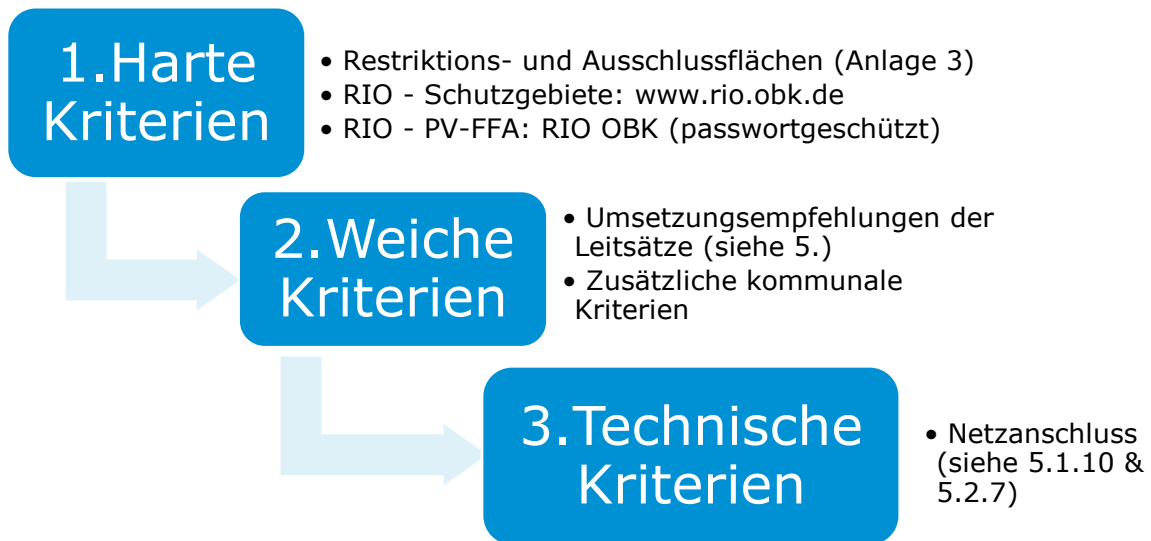 1.Harte
Kriterien
• Restriktions- und Ausschlussflächen (Anlage 3)
• RIO - Schutzgebiete: www.rio.obk.de
• RIO - PV-FFA: RIO OBK (passwortgeschützt)
2.Weiche
Kriterien
• Umsetzungsempfehlungen der
Leitsätze (siehe 5.)
• Zusätzliche kommunale
Kriterien
3.Technische
Kriterien
• Netzanschluss
(siehe 5.1.10 &
5.2.7)